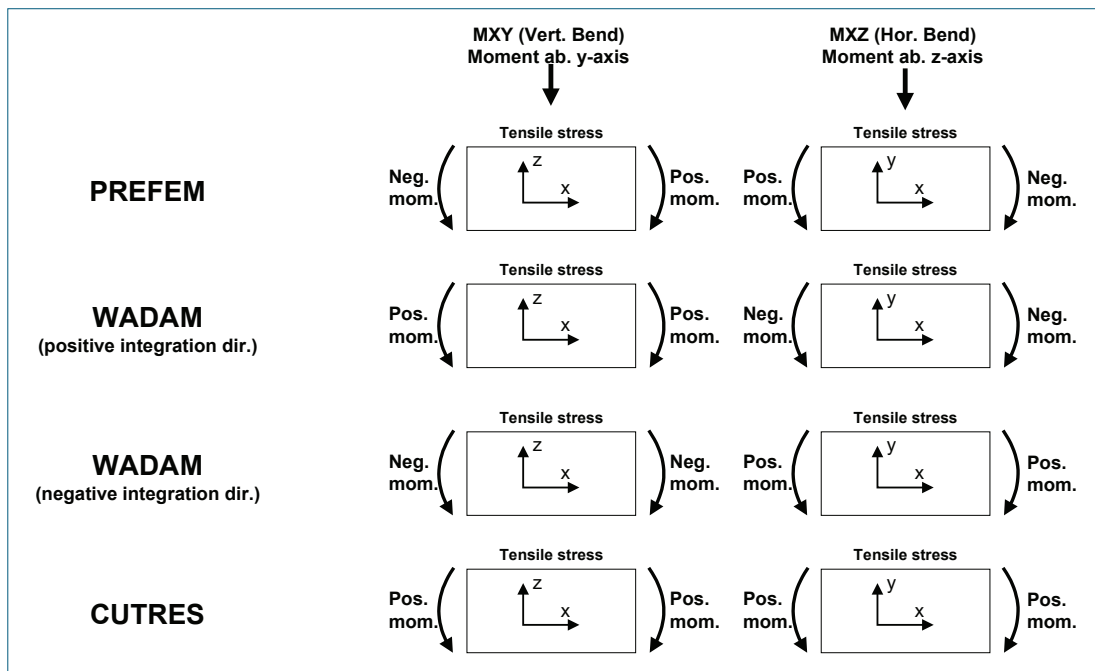 MXY (Vert. Bend)
Moment ab. y-axis
MXZ (Hor. Bend)
Moment ab. z-axis
PREFEM
Tensile stress
Neg.
mom.
z
x
Pos.
mom.
Tensile stress
Pos.
mom.
y
x
Neg.
mom.
WADAM
(positive integration dir.)
Tensile stress
Pos.
mom.
z
x
Pos.
mom.
Tensile stress
Neg.
mom.
y
x
Neg.
mom.
WADAM
(negative integration dir.)
Tensile stress
Neg.
mom.
z
x
Neg.
mom.
Tensile stress
Pos.
mom.
y
x
Pos.
mom.
CUTRES
Tensile stress
Pos.
mom.
z
x
Pos.
mom.
Tensile stress
Pos.
mom.
y
x
Pos.
mom.